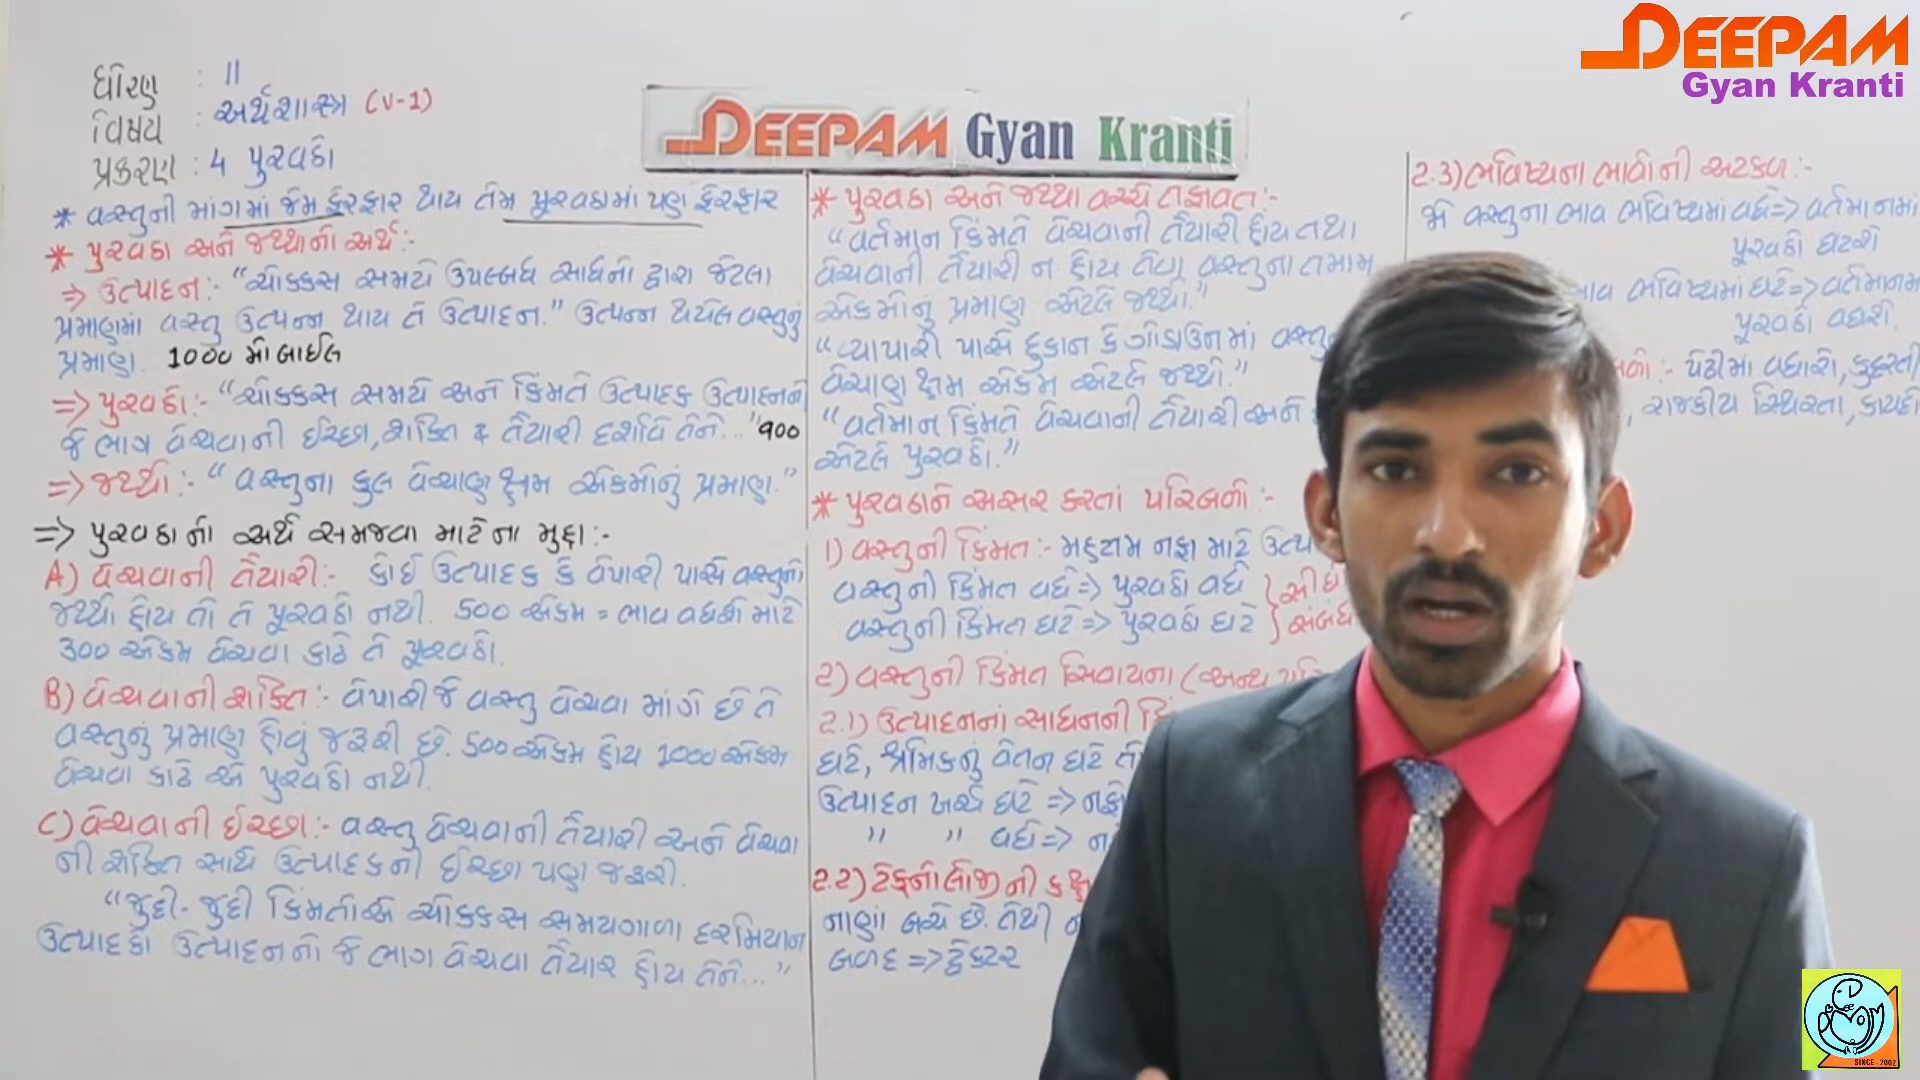 ધોરણ : 11
વિષય : અર્થશાસ્ત્ર (V-1)
પ્રકરણ : 4 પુરવઠો
* વસ્તુની માંગમાં જેમ ફેરફાર થાય તેમ પૂરવઠામાં પણ ફેરફાર
* પુરવઠા અને જથ્થાનો અર્થ:-
=> ઉત્પાદન:- "ચોક્કસ સમયે ઉપલબ્ધ સાધનો દ્વારા જેટલા
પ્રમાણમાં વસ્તુ ઉત્પન્ન થાય તે ઉત્પાદન." ઉત્પન્ન થયેલ વસ્તુનું
પ્રમાણ. 1000 મોબાઈલ
=> પુરવઠો:- "ચોક્કસ સમયે અને કિંમતે ઉત્પાદક ઉત્પાદનનો
જે ભાગ વેચવાની ઈચ્છા, શક્તિ & તૈયારી દર્શાવે તેને..." 900
=> જથ્થો:- "વસ્તુના કુલ વેચાણ ક્ષમ એકમોનું પ્રમાણ."
=> પુરવઠાનો અર્થ સમજવા માટેના મુદ્દા:-
A) વેચવાની તૈયારી:- કોઈ ઉત્પાદક કે વેપારી પાસે વસ્તુનો
જથ્થો હોય તો તે પૂરવઠો નથી. 500 એકમ = ભાવ વધશે માટે
300 એકમ વેચવા કાઢે તે પૂરવઠો.
B) વેચવાની શક્તિ:- વેપારી જે વસ્તુ વેચવા માંગે છે તે
વસ્તુનું પ્રમાણ હોવું જરૂરી છે. 500 એકમ હોય 1000 એકમ
વેચવા કાઢે એ પુરવઠો નથી.
C) વેચવાની ઈચ્છા:- વસ્તુ વેચવાની તૈયારી અને વેચવા
ની શક્તિ સાથે ઉત્પાદકની ઈચ્છા પણ જરૂરી.
"જુદી-જુદી કિંમતોએ ચોક્કસ સમયગાળા દરમિયાન
ઉત્પાદકો ઉત્પાદનનો જે ભાગ વેચવા તૈયાર હોય તેને..."
DEEPAM Gyan Kranti
* પુરવઠા અને જથ્થા વચ્ચે તફાવત:-
"વર્તમાન કિંમતે વેચવાની તૈયારી હોય તથા
વેચવાની તૈયારી ન હોય તેવા વસ્તુના તમામ
એકમોનું પ્રમાણ એટલે જથ્થો."
"વ્યાપારી પાસે દુકાન કે ગોડાઉનમાં
વેચાણ ક્ષમ એકમ એટલે જથ્થો."
"વર્તમાન કિંમતે વેચવાની તૈયારી અને
એટલે પુરવઠો."
* પુરવઠાને અસર કરતાં પરિબળો:-
1) વસ્તુની કિંમત:- મહત્તમ નફા માટે
વસ્તુની કિંમત વધે => પુરવઠો વધે
વસ્તુની કિંમત ઘટે => પુરવઠો ઘટે
સંબંધ
2) વસ્તુની કિંમત સિવાયના (અન્ય
2.1) ઉત્પાદનનાં સાધનની
ઘટે, શ્રમિકનું વેતન ઘટે
ઉત્પાદન ખર્ચ ઘટે =>
" " વધે =>
2.2) ટેકનોલોજી ની
નાણાં બચે છે. તેથી
બળદ => ટ્રેક્ટર
2.3) ભવિષ્યના ભાવોની અટકળ:-
જો વસ્તુના ભાવ ભવિષ્યમાં વધે => વર્તમાનમાં
પૂરવઠો ઘટશે
ભવિષ્યમાં ઘટે =>
પૂરવઠો વધશે.
પેઢીમાં વધારો, કુદરતી
, રાજકીય સ્થિરતા,
DEEPAM
Gyan Kranti
SINCE - 2002